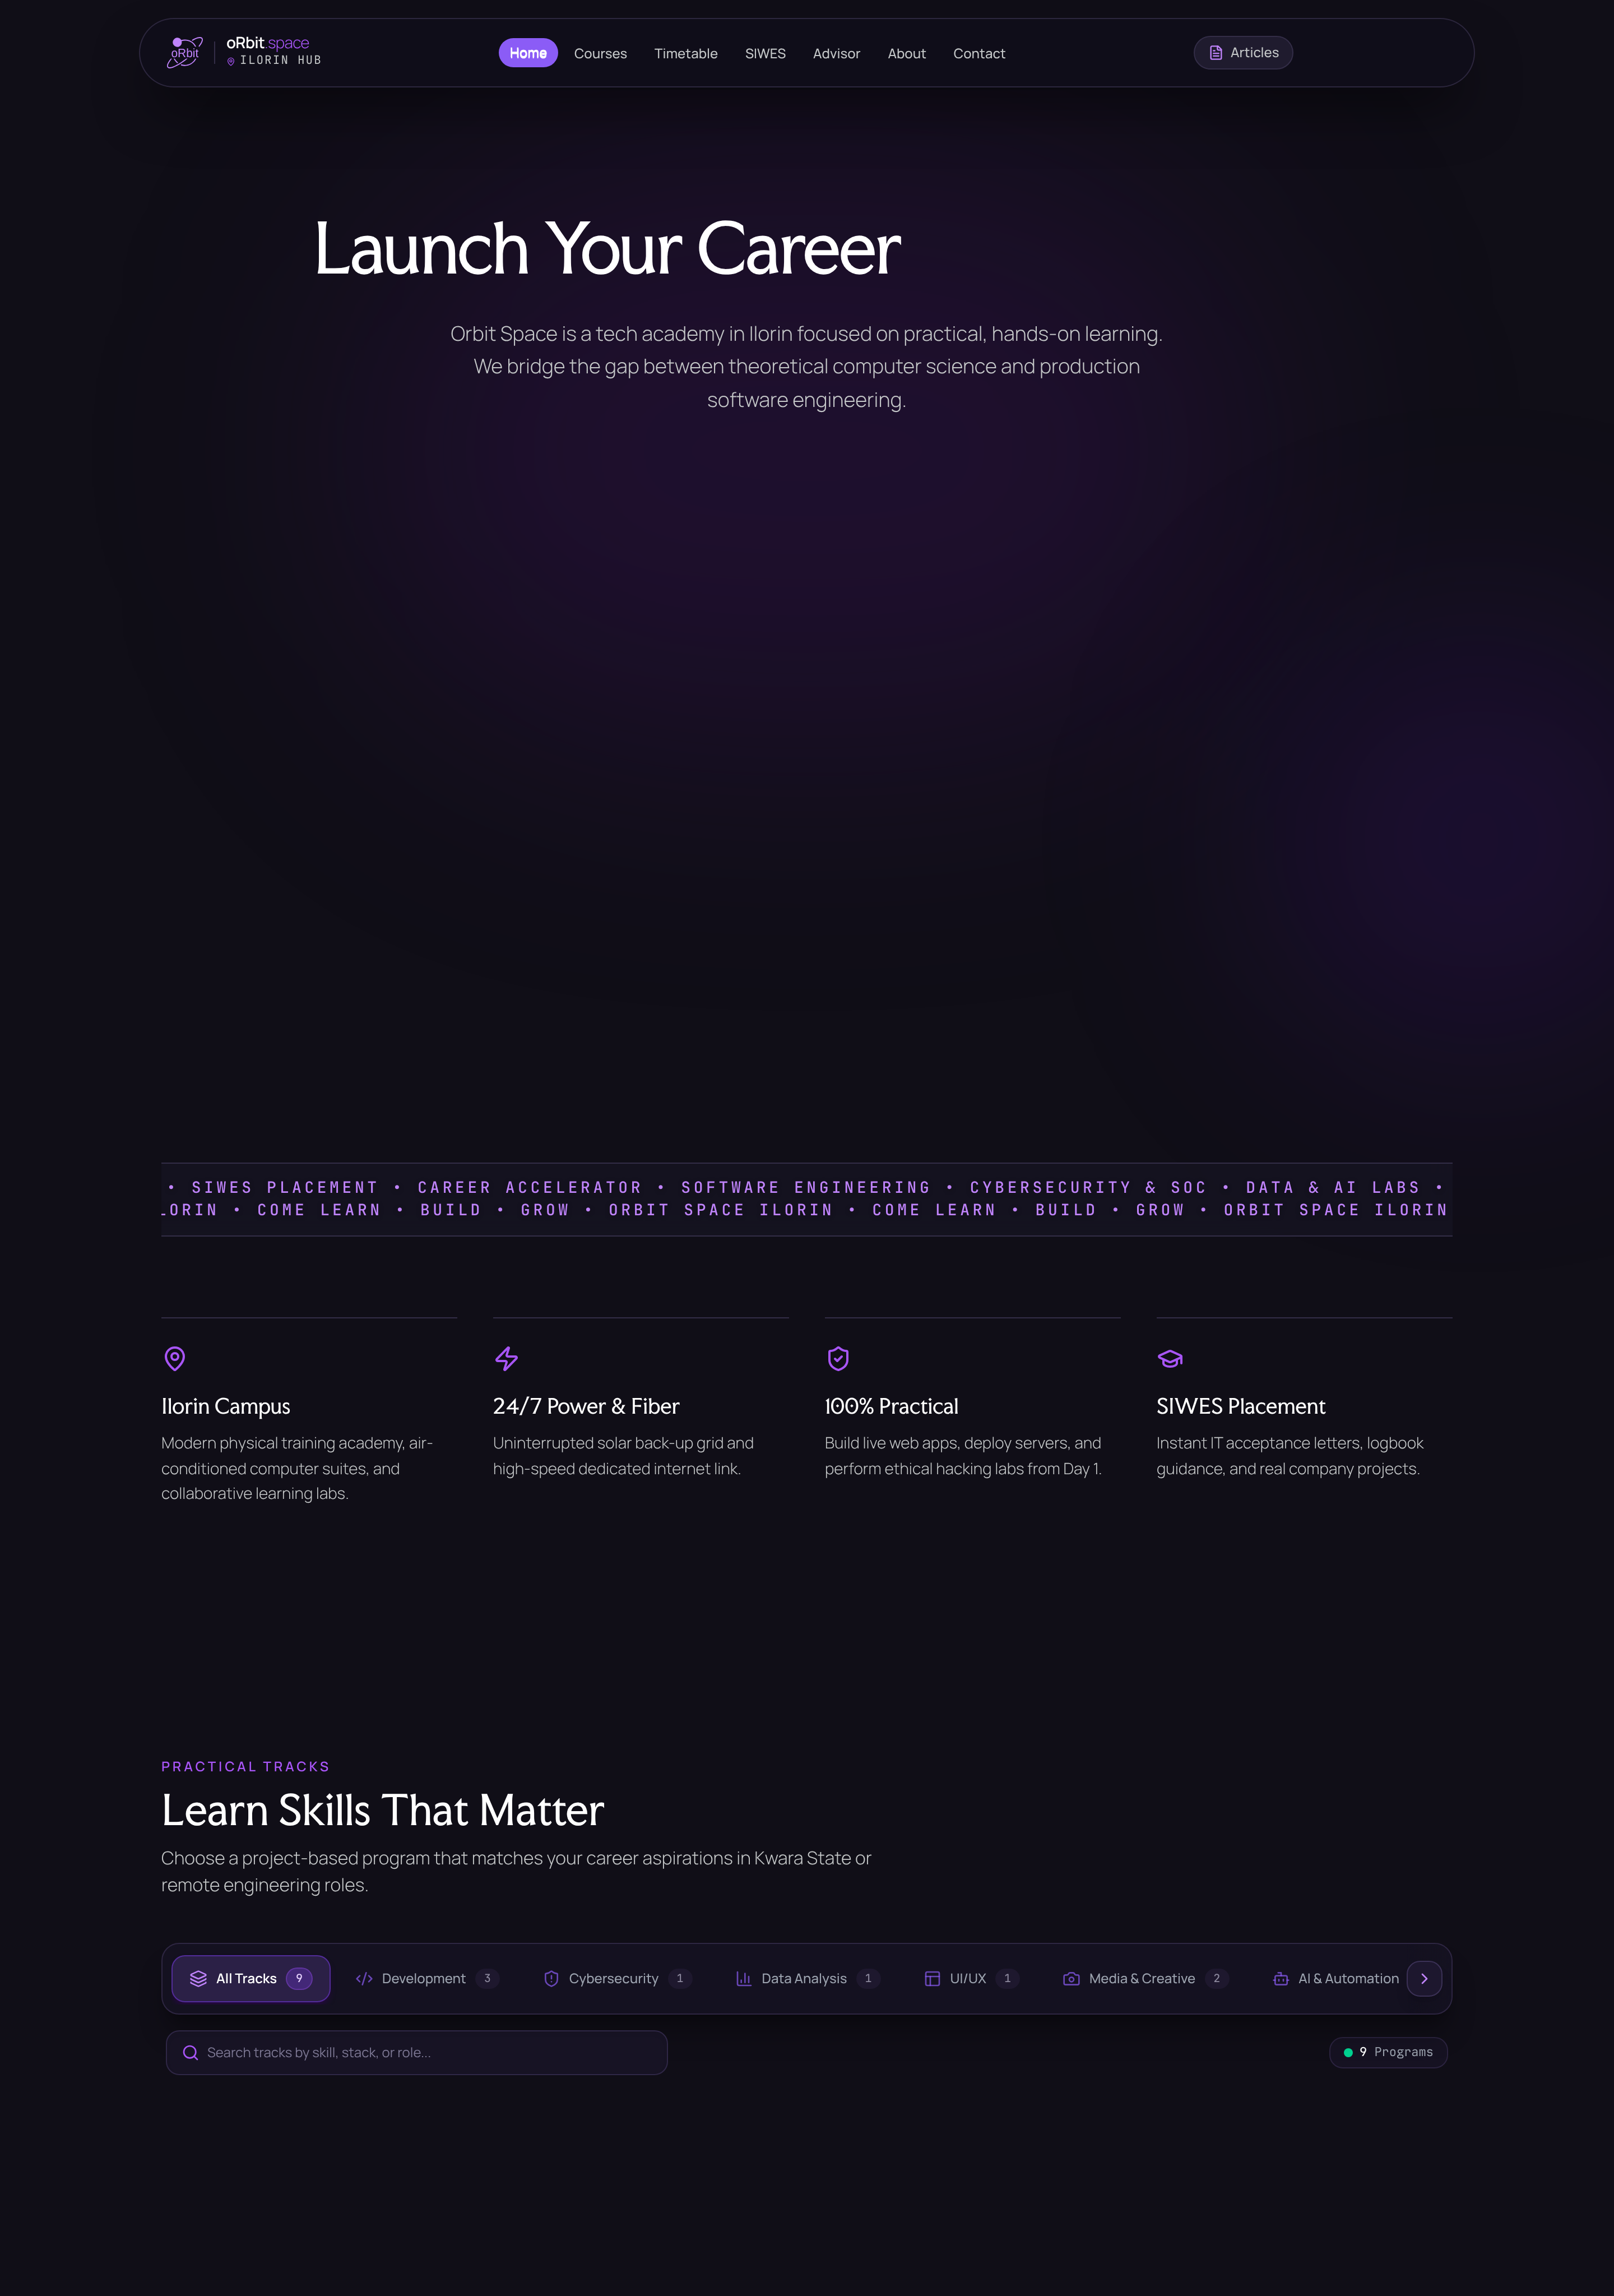 oRbit
oRbit.space
ILORIN HUB
Home
Courses
Timetable
SIWES
Advisor
About
Contact
Articles
Launch Your Career
Orbit Space is a tech academy in Ilorin focused on practical, hands-on learning.
We bridge the gap between theoretical computer science and production
software engineering.
• SIWES PLACEMENT • CAREER ACCELERATOR • SOFTWARE ENGINEERING • CYBERSECURITY & SOC • DATA & AI LABS •
LORIN • COME LEARN • BUILD • GROW • ORBIT SPACE ILORIN • COME LEARN • BUILD • GROW • ORBIT SPACE ILORIN
Ilorin Campus
Modern physical training academy, air-
conditioned computer suites, and
collaborative learning labs.
24/7 Power & Fiber
Uninterrupted solar back-up grid and
high-speed dedicated internet link.
100% Practical
Build live web apps, deploy servers, and
perform ethical hacking labs from Day 1.
SIWES Placement
Instant IT acceptance letters, logbook
guidance, and real company projects.
PRACTICAL TRACKS
Learn Skills That Matter
Choose a project-based program that matches your career aspirations in Kwara State or
remote engineering roles.
All Tracks 9
Development 3
Cybersecurity 1
Data Analysis 1
UI/UX 1
Media & Creative 2
AI & Automation
Search tracks by skill, stack, or role...
9 Programs